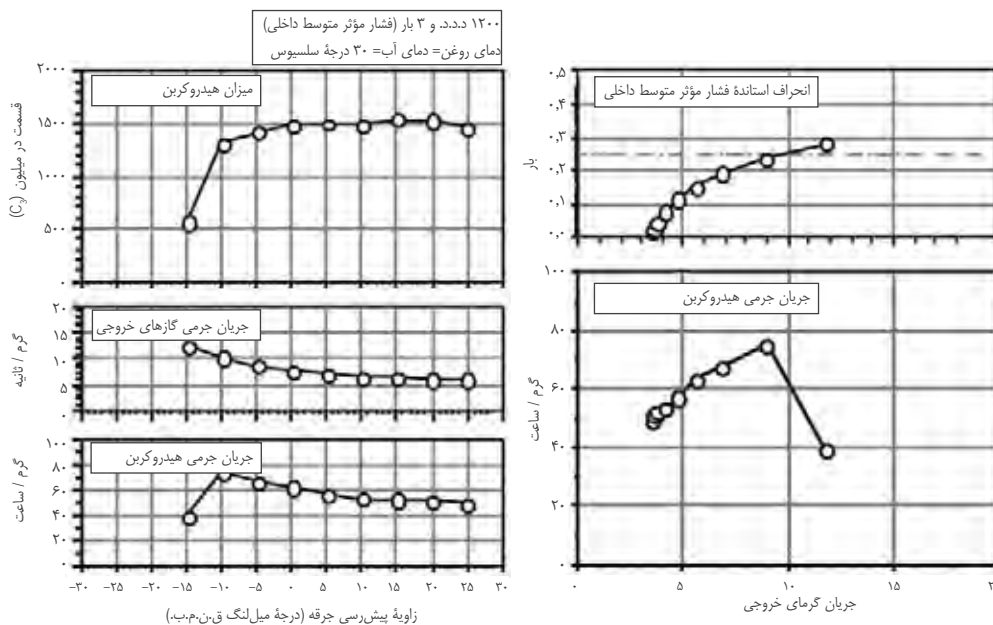 ۱۲۰۰ د.د.د. و ۳ بار (فشار مؤثر متوسط داخلی)
دمای روغن= دمای آب= ۳۰ درجهٔ سلسیوس
میزان هیدروکربن
قسمت در میلیون (C₃)
۲۰۰۰
۱۵۰۰
۱۰۰۰
۵۰۰
۰
جریان جرمی گازهای خروجی
گرم / ثانیه
۲۰
۱۵
۱۰
۵
۰
جریان جرمی هیدروکربن
گرم / ساعت
۱۰۰
۸۰
۶۰
۴۰
۲۰
−۳۰ −۲۵ −۲۰ −۱۵ −۱۰ −۵ ۰ ۵ ۱۰ ۱۵ ۲۰ ۲۵ ۳۰
زاویهٔ پیش‌رسی جرقه (درجهٔ میل‌لنگ ق.ن.م.ب.)
انحراف استاندهٔ فشار مؤثر متوسط داخلی
بار
۰٫۵
۰٫۴
۰٫۳
۰٫۲
۰٫۱
۰٫۰
جریان جرمی هیدروکربن
گرم / ساعت
۱۰۰
۸۰
۶۰
۴۰
۲۰
۰
۰ ۵ ۱۰ ۱۵
جریان گرمای خروجی